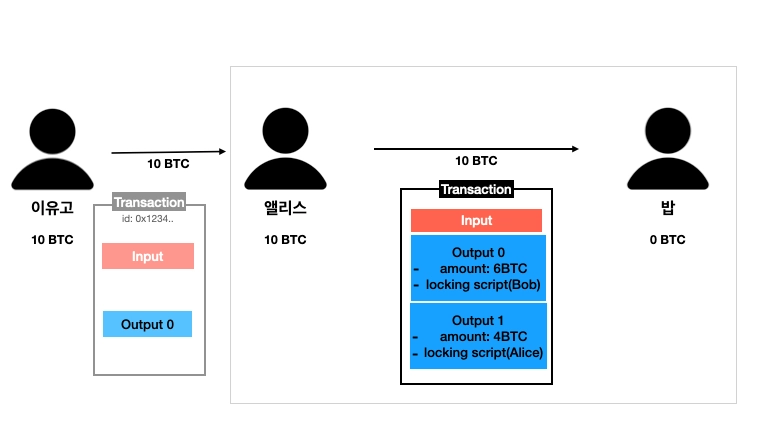 10 BTC
이유고
10 BTC
Transaction
id: 0x1234..
Input
Output 0
앨리스
10 BTC
10 BTC
Transaction
Input
Output 0
- amount: 6BTC
- locking script(Bob)
Output 1
- amount: 4BTC
- locking script(Alice)
밥
0 BTC